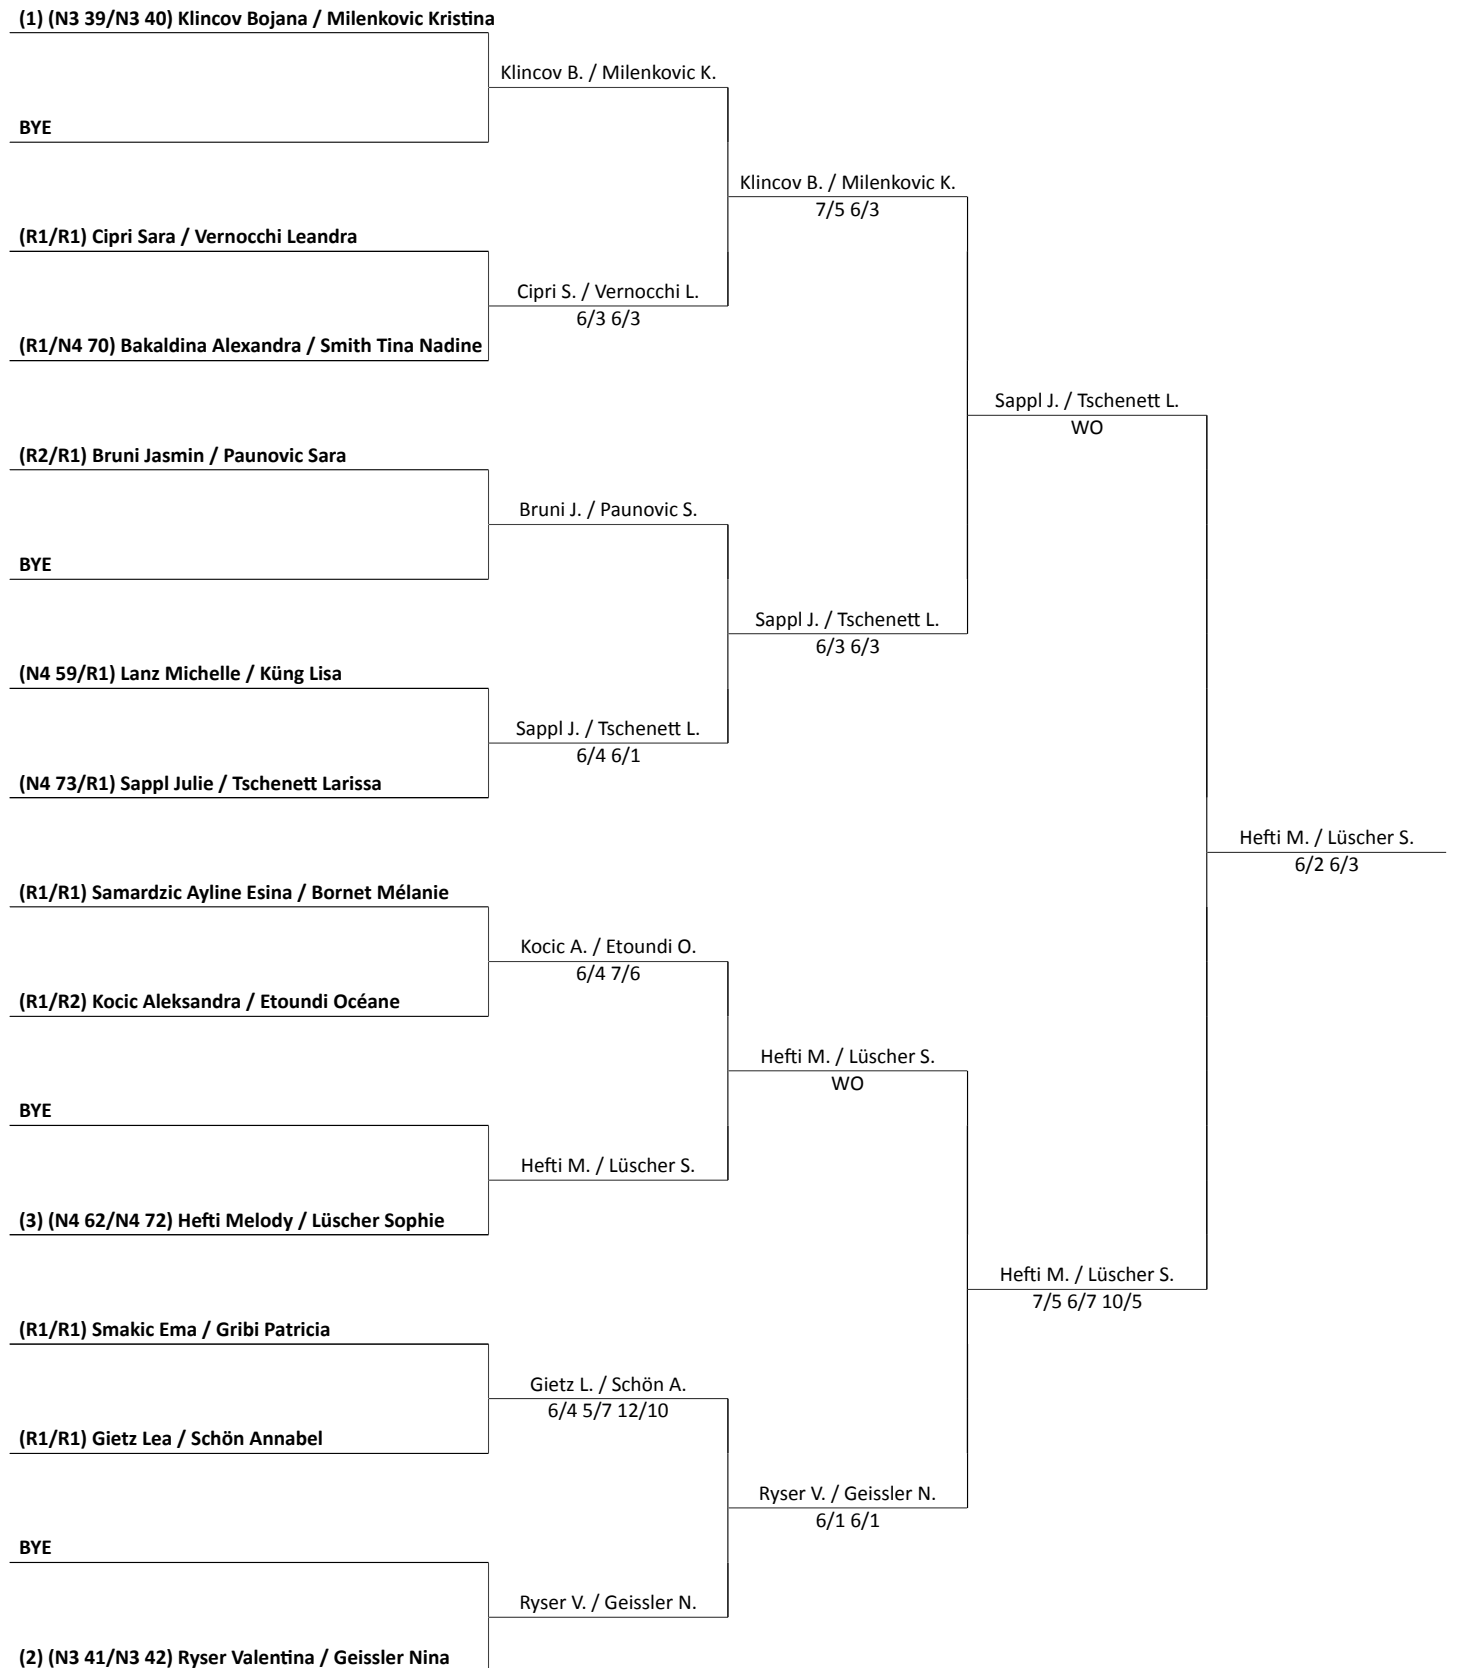 (1) (N3 39/N3 40) Klincov Bojana / Milenkovic Kristina
Klincov B. / Milenkovic K.
BYE
Klincov B. / Milenkovic K.
7/5 6/3
(R1/R1) Cipri Sara / Vernocchi Leandra
Cipri S. / Vernocchi L.
6/3 6/3
(R1/N4 70) Bakaldina Alexandra / Smith Tina Nadine
Sappl J. / Tschenett L.
WO
(R2/R1) Bruni Jasmin / Paunovic Sara
Bruni J. / Paunovic S.
BYE
Sappl J. / Tschenett L.
6/3 6/3
(N4 59/R1) Lanz Michelle / Küng Lisa
Sappl J. / Tschenett L.
6/4 6/1
(N4 73/R1) Sappl Julie / Tschenett Larissa
Hefti M. / Lüscher S.
6/2 6/3
(R1/R1) Samardzic Ayline Esina / Bornet Mélanie
Kocic A. / Etoundi O.
6/4 7/6
(R1/R2) Kocic Aleksandra / Etoundi Océane
Hefti M. / Lüscher S.
WO
BYE
Hefti M. / Lüscher S.
(3) (N4 62/N4 72) Hefti Melody / Lüscher Sophie
Hefti M. / Lüscher S.
7/5 6/7 10/5
(R1/R1) Smakic Ema / Gribi Patricia
Gietz L. / Schön A.
6/4 5/7 12/10
(R1/R1) Gietz Lea / Schön Annabel
Ryser V. / Geissler N.
6/1 6/1
BYE
Ryser V. / Geissler N.
(2) (N3 41/N3 42) Ryser Valentina / Geissler Nina